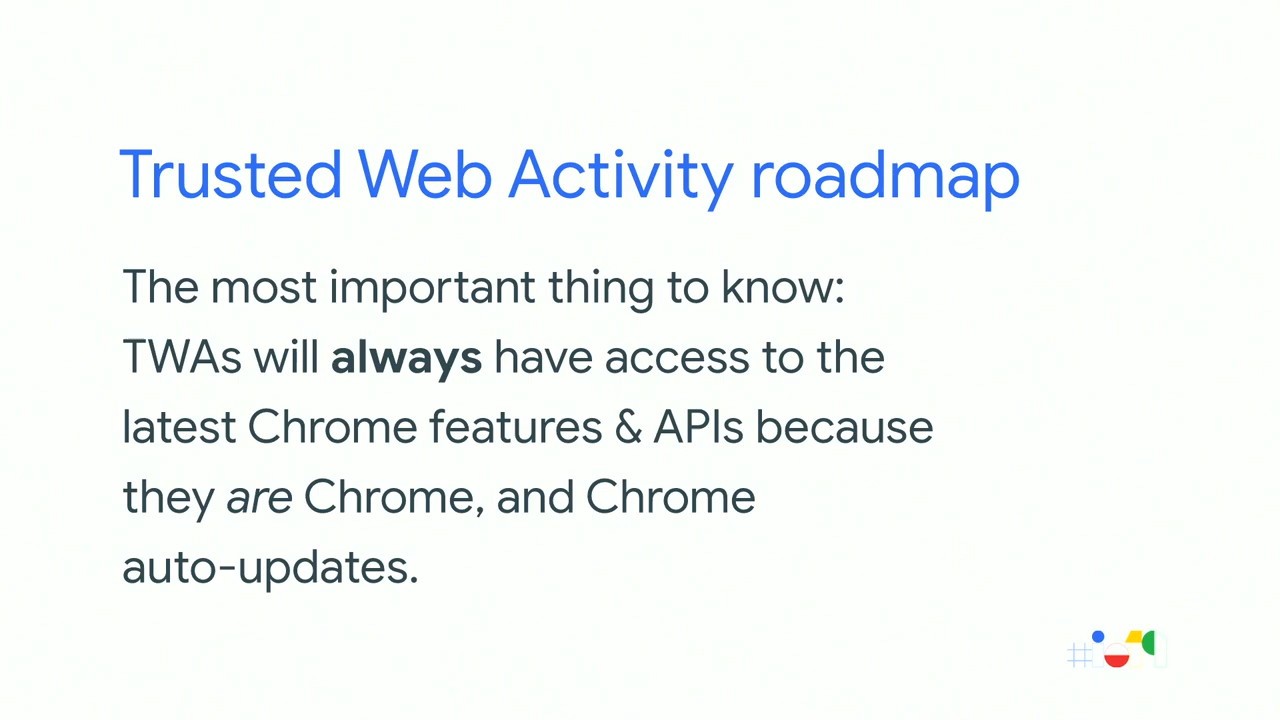 Trusted Web Activity roadmap
The most important thing to know:
TWAs will always have access to the
latest Chrome features & APIs because
they are Chrome, and Chrome
auto-updates.